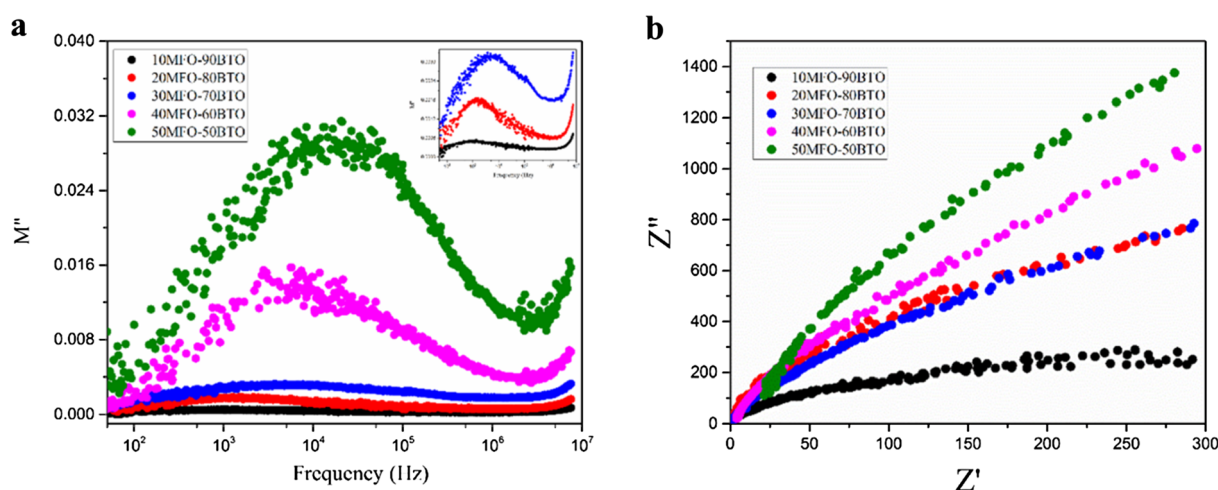 a
0.040
0.032
0.024
0.016
0.008
0.000
M"
10MFO-90BTO
20MFO-80BTO
30MFO-70BTO
40MFO-60BTO
50MFO-50BTO
M"
Frequency (Hz)
10² 10³ 10⁴ 10⁵ 10⁶ 10⁷
Frequency (Hz)
b
1400
1200
1000
800
600
400
200
0
Z"
10MFO-90BTO
20MFO-80BTO
30MFO-70BTO
40MFO-60BTO
50MFO-50BTO
0 50 100 150 200 250 300
Z'